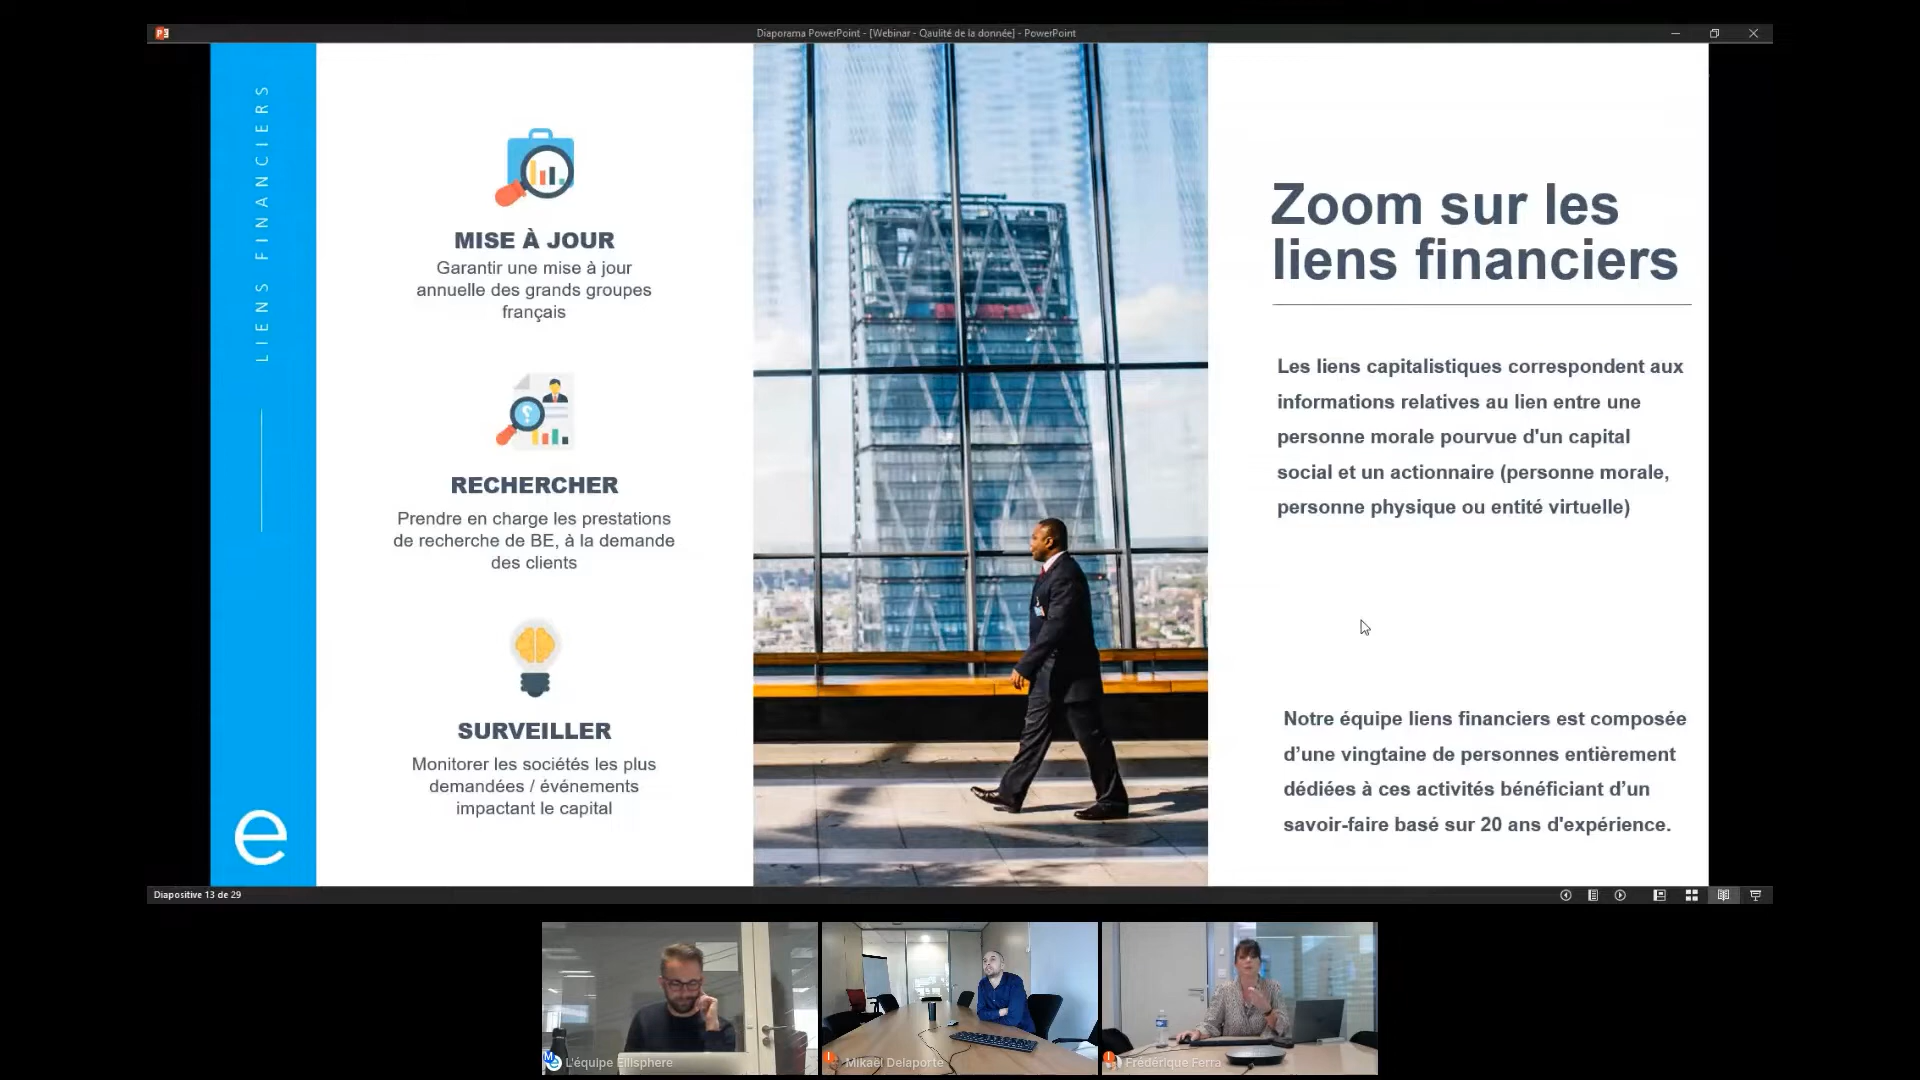 Diaporama PowerPoint - [Webinar - Qaulité de la donnée] - PowerPoint
LIENS FINANCIERS
MISE À JOUR
Garantir une mise à jour
annuelle des grands groupes
français
RECHERCHER
Prendre en charge les prestations
de recherche de BE, à la demande
des clients
SURVEILLER
Monitorer les sociétés les plus
demandées / événements
impactant le capital
Zoom sur les
liens financiers
Les liens capitalistiques correspondent aux
informations relatives au lien entre une
personne morale pourvue d'un capital
social et un actionnaire (personne morale,
personne physique ou entité virtuelle)
Notre équipe liens financiers est composée
d’une vingtaine de personnes entièrement
dédiées à ces activités bénéficiant d’un
savoir-faire basé sur 20 ans d'expérience.
e
Diapositive 13 de 29
L'équipe Ellisphere
Mikaël Delaporte
Frédérique Ferra